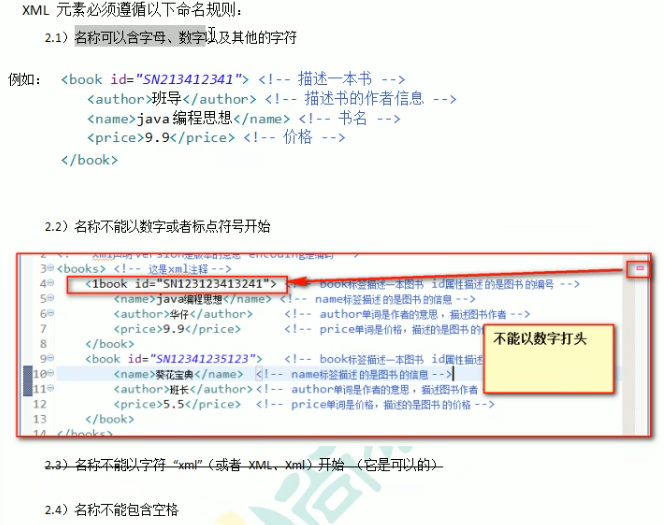 XML 元素必须遵循以下命名规则:
2.1）名称可以含字母、数字以及其他的字符
例如: <book id="SN213412341"> <!-- 描述一本书 -->
<author>班导</author> <!-- 描述书的作者信息 -->
<name>java编程思想</name> <!-- 书名 -->
<price>9.9</price> <!-- 价格 -->
</book>
2.2）名称不能以数字或者标点符号开始
3 <books> <!-- 这是xml注释 -->
4 <1book id="SN123123413241"> <!-- book标签描述一本图书 id属性描述的是图书的编号 -->
5 <name>java编程思想</name> <!-- name标签描述的是图书的信息 -->
6 <author>华仔</author> <!-- author单词是作者的意思，描述图书作者 -->
7 <price>9.9</price> <!-- price单词是价格，描述的是图书的
8 </book>
不能以数字打头
9 <book id="SN12341235123"> <!-- book标签描述一本图书 id属性描述
10 <name>葵花宝典</name> <!-- name标签描述的是图书的信息 -->
11 <author>班长</author> <!-- author单词是作者的意思，描述图书作者
12 <price>5.5</price> <!-- price单词是价格，描述的是图书的价格 -->
13 </book>
14 </books>
2.3）名称不能以字符 “xml”（或者 XML、Xml）开始 （它是可以的）
2.4）名称不能包含空格